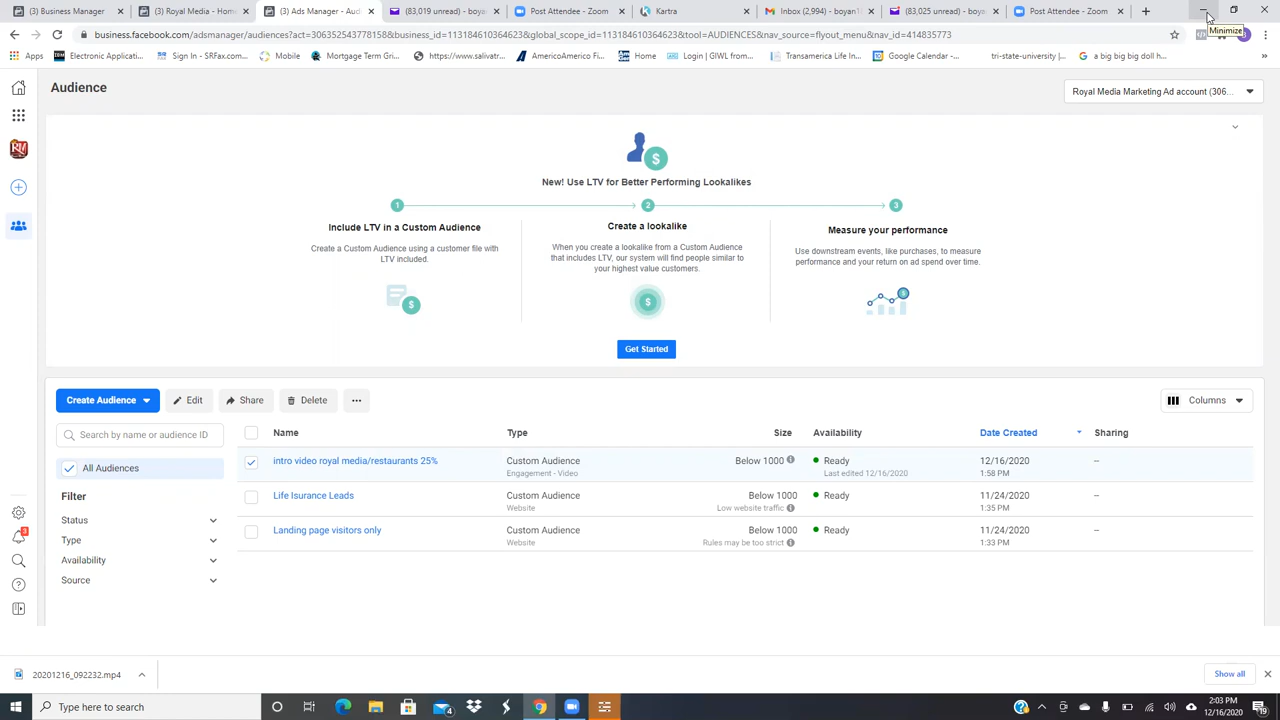 (3) Business Manager
(3) Royal Media - Home
(3) Ads Manager - Aud
(83,019 unread) - boyan
Post Attendee - Zoom
Kartra
Inbox (2,994) - boyan1
(83,025 unread) - boya
Post Attendee - Zoom
business.facebook.com/adsmanager/audiences?act=306352543778158&business_id=113184610364623&global_scope_id=113184610364623&tool=AUDIENCES&nav_source=flyout_menu&nav_id=414835773
Minimize
Apps
Electronic Applicati...
Sign In - SRFax.com...
Mobile
Mortgage Term Gri...
https://www.salivatr...
AmericoAmerico Fi...
Home
Login | GIWL from...
Transamerica Life In...
Google Calendar -...
tri-state-university |...
a big big big doll h...
»
Audience
Royal Media Marketing Ad account (306...
New! Use LTV for Better Performing Lookalikes
1
2
3
Include LTV in a Custom Audience
Create a Custom Audience using a customer file with
LTV included.
Create a lookalike
When you create a lookalike from a Custom Audience
that includes LTV, our system will find people similar to
your highest value customers.
Measure your performance
Use downstream events, like purchases, to measure
performance and your return on ad spend over time.
Get Started
Create Audience
Edit
Share
Delete
...
Columns
Search by name or audience ID
All Audiences
Filter
Status
Type
Availability
Source
Name
Type
Size
Availability
Date Created
Sharing
intro video royal media/restaurants 25%
Custom Audience
Below 1000
Ready
12/16/2020
--
Engagement - Video
Last edited 12/16/2020
1:58 PM
Life Isurance Leads
Custom Audience
Below 1000
Ready
11/24/2020
--
Website
Low website traffic
1:35 PM
Landing page visitors only
Custom Audience
Below 1000
Ready
11/24/2020
--
Website
Rules may be too strict
1:33 PM
20201216_092232.mp4
Show all
Type here to search
4
2:03 PM
12/16/2020
19